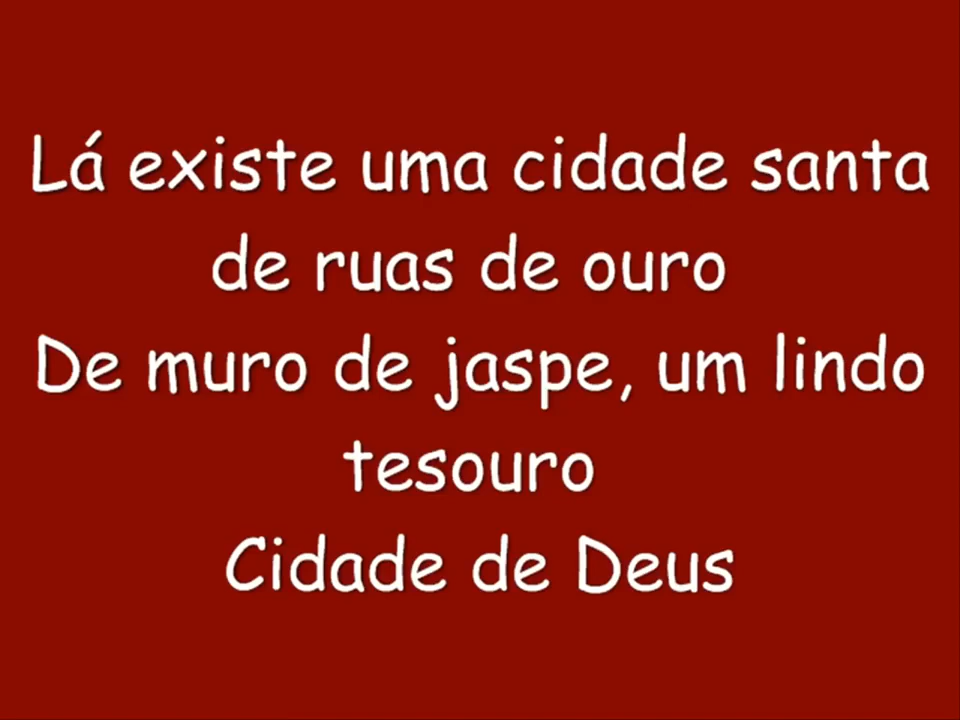 Lá existe uma cidade santa
de ruas de ouro
De muro de jaspe, um lindo
tesouro
Cidade de Deus